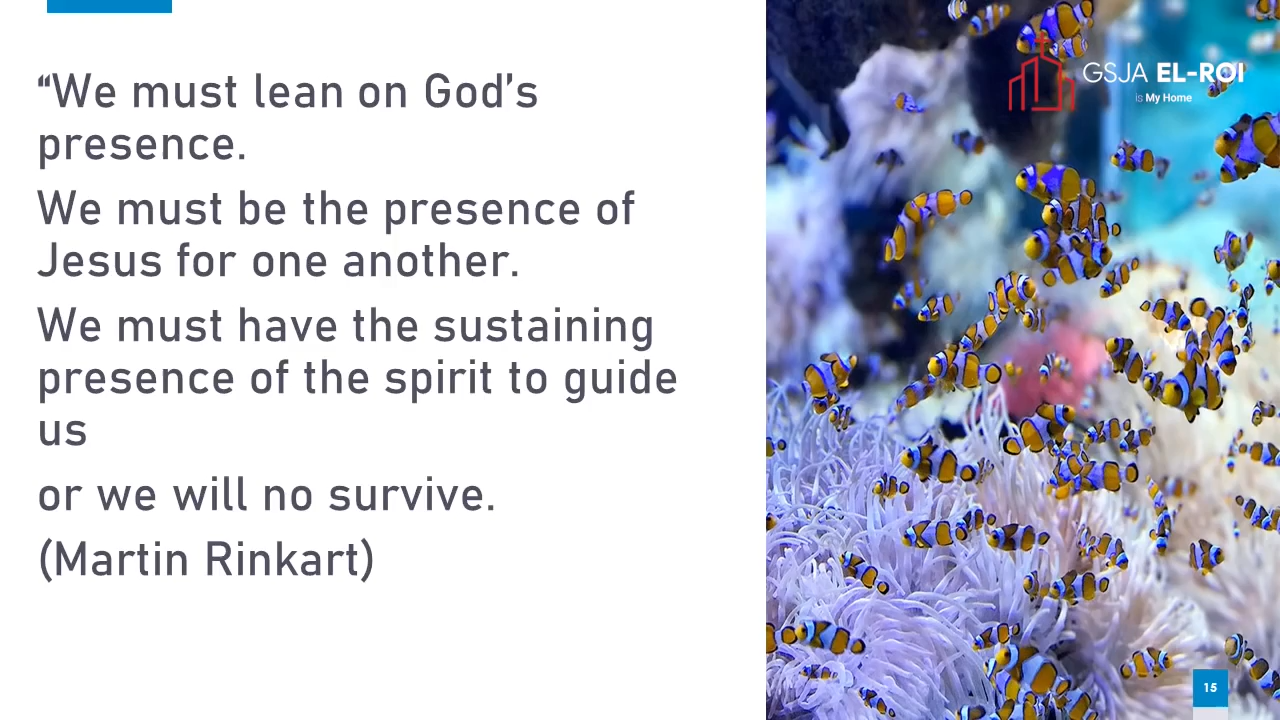 “We must lean on God’s
presence.
We must be the presence of
Jesus for one another.
We must have the sustaining
presence of the spirit to guide
us
or we will no survive.
(Martin Rinkart)
GSJA EL-ROI
is My Home
15